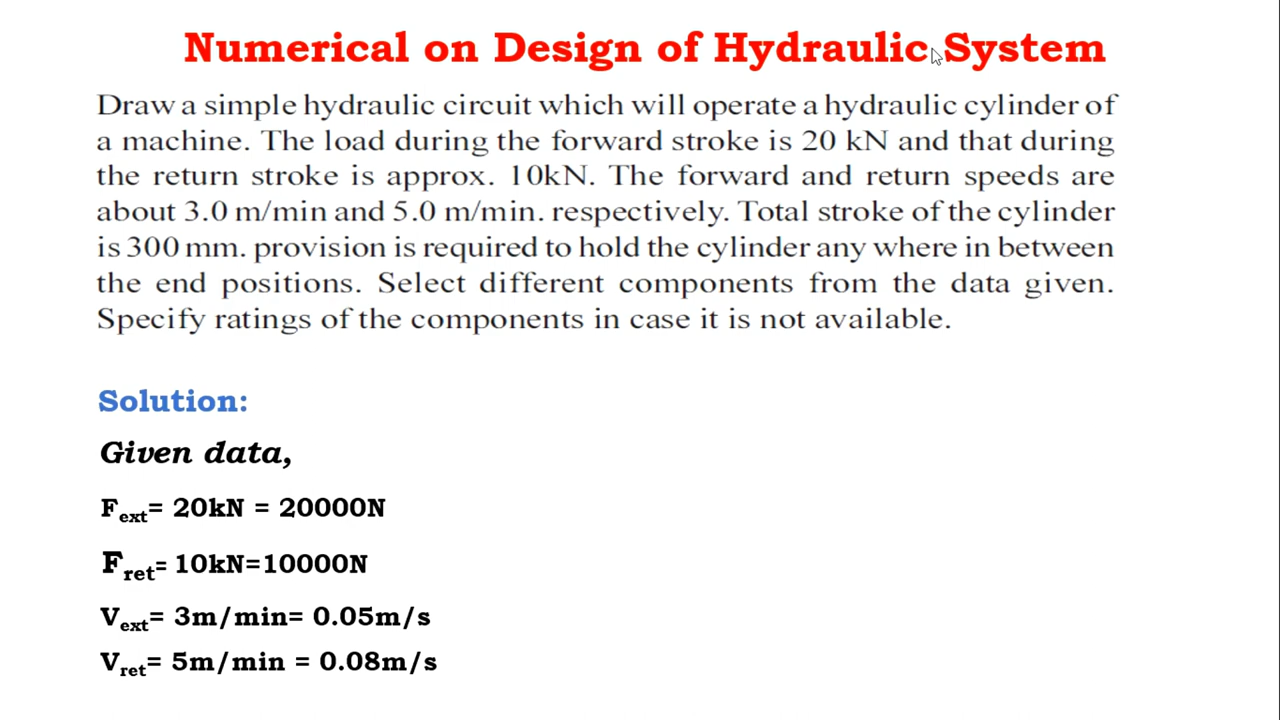 Numerical on Design of Hydraulic System
Draw a simple hydraulic circuit which will operate a hydraulic cylinder of
a machine. The load during the forward stroke is 20 kN and that during
the return stroke is approx. 10kN. The forward and return speeds are
about 3.0 m/min and 5.0 m/min. respectively. Total stroke of the cylinder
is 300 mm. provision is required to hold the cylinder any where in between
the end positions. Select different components from the data given.
Specify ratings of the components in case it is not available.
Solution:
Given data,
Fext= 20kN = 20000N
Fret= 10kN=10000N
Vext= 3m/min= 0.05m/s
Vret= 5m/min = 0.08m/s